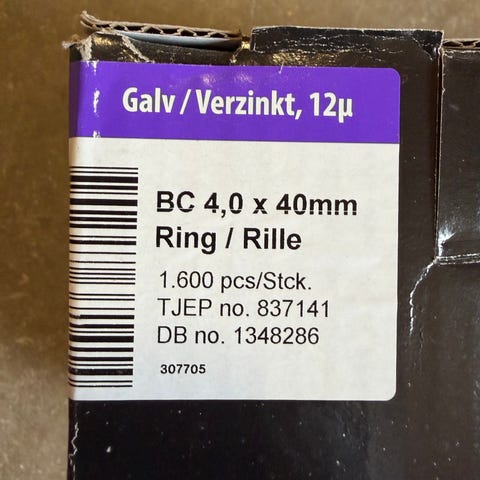 Galv / Verzinkt, 12µ
BC 4,0 x 40mm
Ring / Rille
1.600 pcs/Stck.
TJEP no. 837141
DB no. 1348286
307705